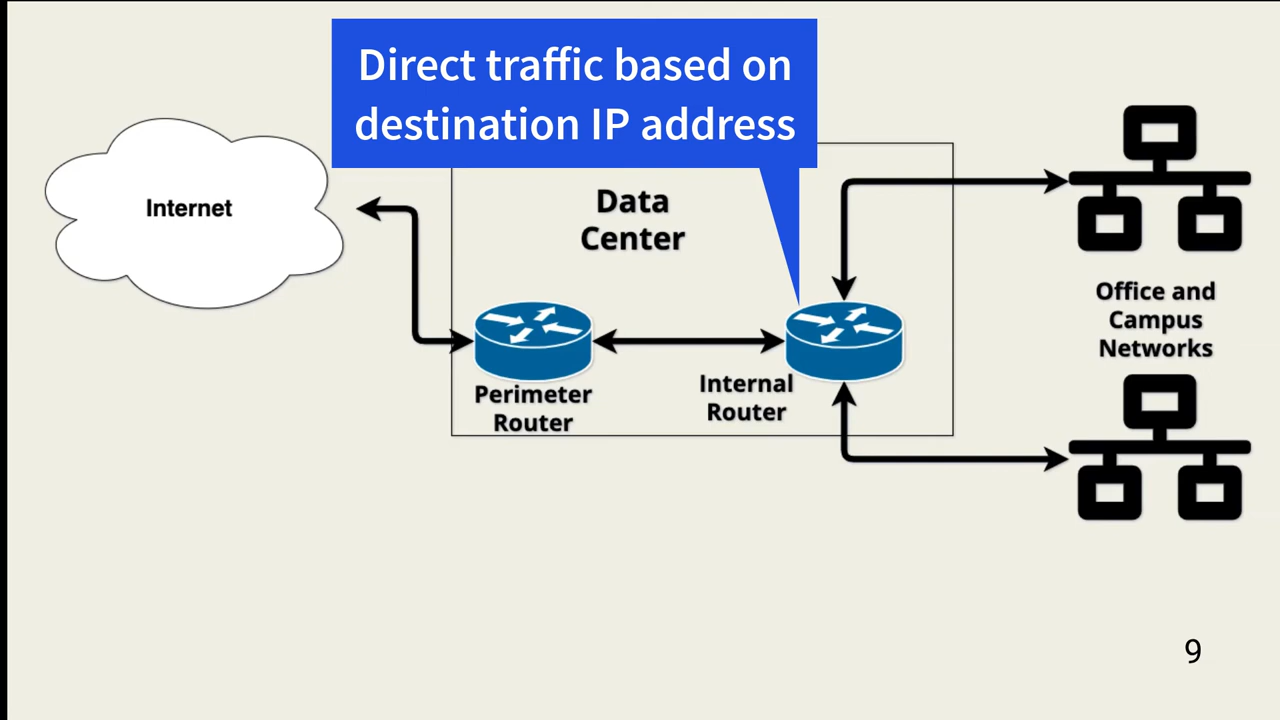 Direct traffic based on
destination IP address
Internet
Data
Center
Perimeter
Router
Internal
Router
Office and
Campus
Networks
9